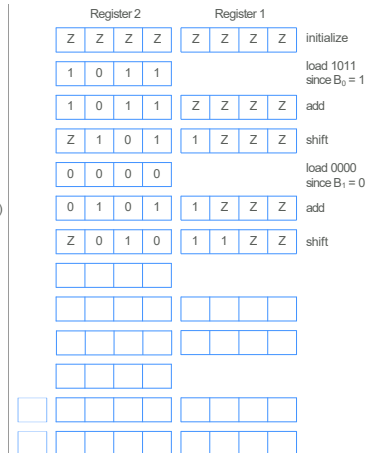 Register 2 Register 1
Z Z Z Z Z Z Z Z initialize
1 0 1 1 load 1011
since B₀ = 1
1 0 1 1 Z Z Z Z add
Z 1 0 1 1 Z Z Z shift
0 0 0 0 load 0000
since B₁ = 0
)
0 1 0 1 1 Z Z Z add
Z 0 1 0 1 1 Z Z shift